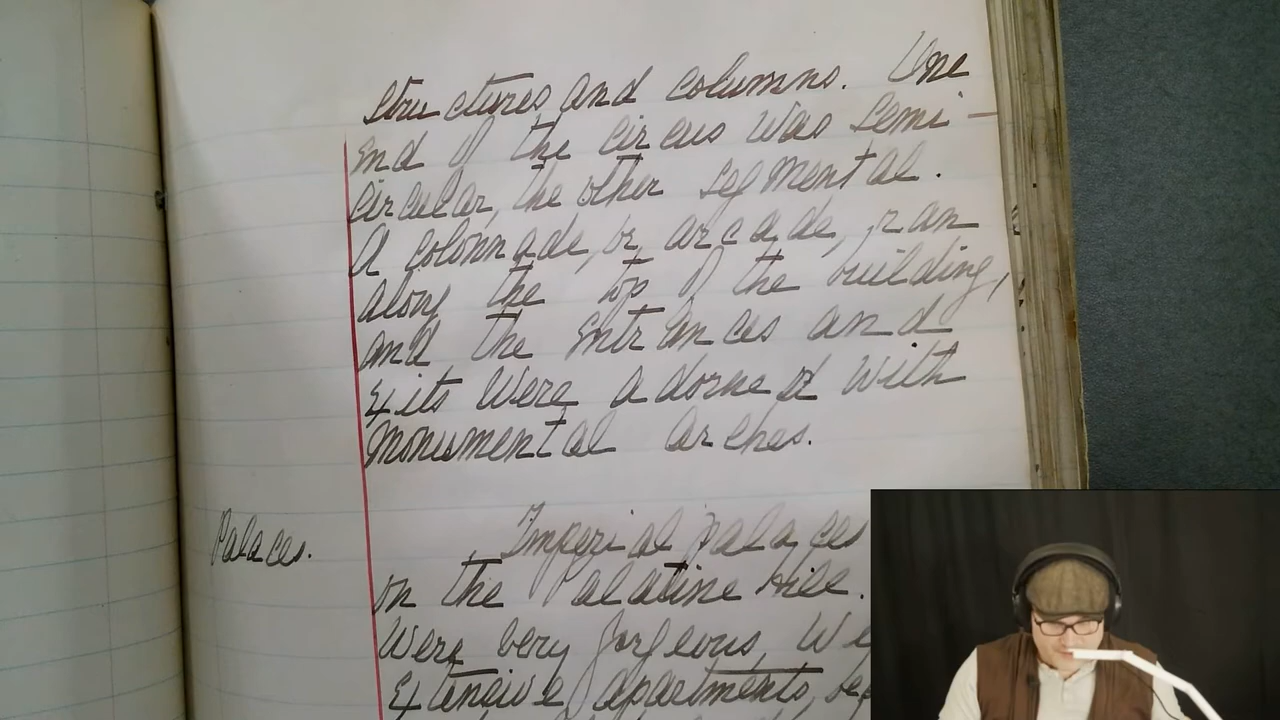 structures and columns. One
end of the circus was semi-
circular, the other segmental.
A colonnade, or arcade, ran
along the top of the building,
and the entrances and
exits were adorned with
monumental arches.
Palaces.
Imperial palaces
on the Palatine Hill.
Were very gorgeous, we
extensive apartments,